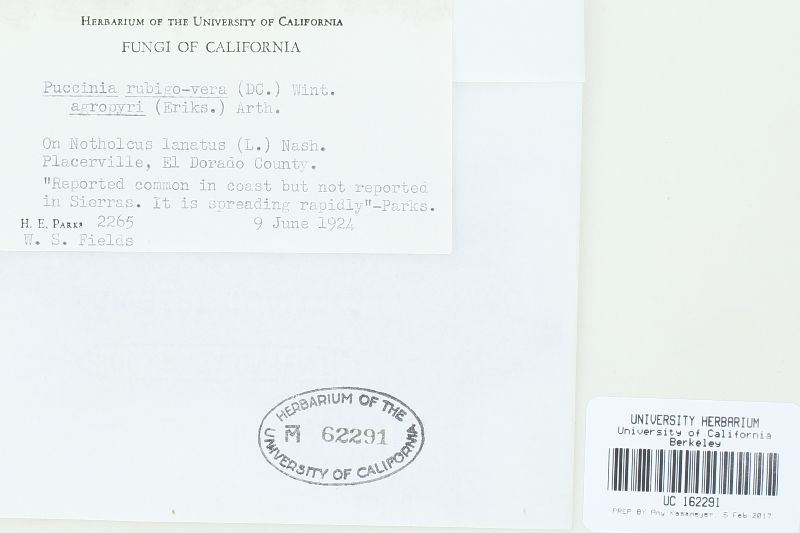 HERBARIUM OF THE UNIVERSITY OF CALIFORNIA
FUNGI OF CALIFORNIA
Puccinia rubigo-vera (DC.) Wint.
agropyri (Eriks.) Arth.
On Notholcus lanatus (L.) Nash.
Placerville, El Dorado County.
"Reported common in coast but not reported
in Sierras. It is spreading rapidly"-Parks.
H. E. PARKS 2265 9 June 1924
W. S. Fields
HERBARIUM OF THE
M 62291
UNIVERSITY OF CALIFORNIA
UNIVERSITY HERBARIUM
University of California
Berkeley
UC 162291
PREP BY Amy Kasameyer, 5 Feb 2017